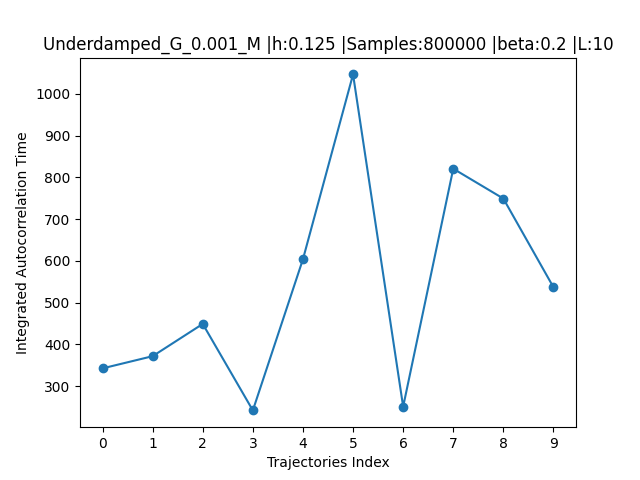 Underdamped_G_0.001_M |h:0.125 |Samples:800000 |beta:0.2 |L:10
Integrated Autocorrelation Time
1000
900
800
700
600
500
400
300
0 1 2 3 4 5 6 7 8 9
Trajectories Index